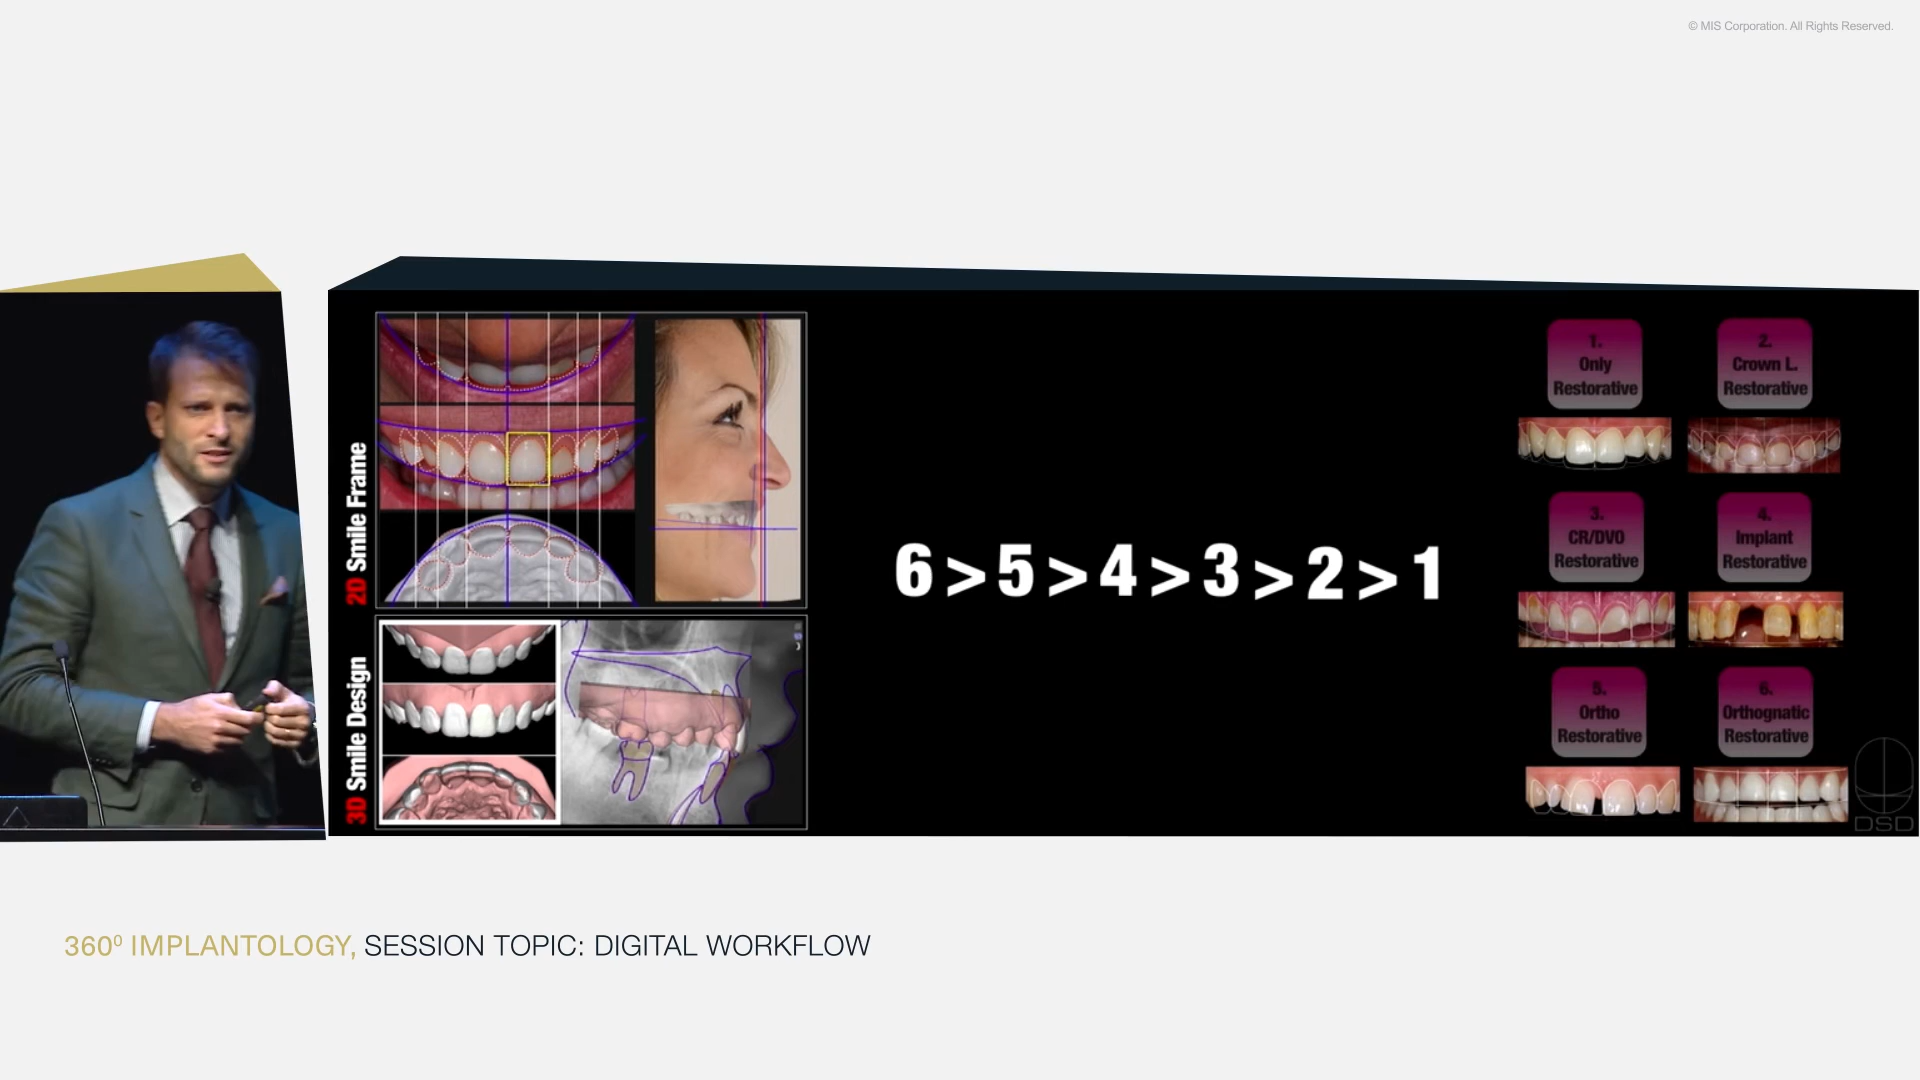 © MIS Corporation. All Rights Reserved.
2D Smile Frame
3D Smile Design
6 > 5 > 4 > 3 > 2 > 1
1.
Only
Restorative
2.
Crown L.
Restorative
3.
CR/DVO
Restorative
4.
Implant
Restorative
5.
Ortho
Restorative
6.
Orthognatic
Restorative
DSD
360⁰ IMPLANTOLOGY, SESSION TOPIC: DIGITAL WORKFLOW